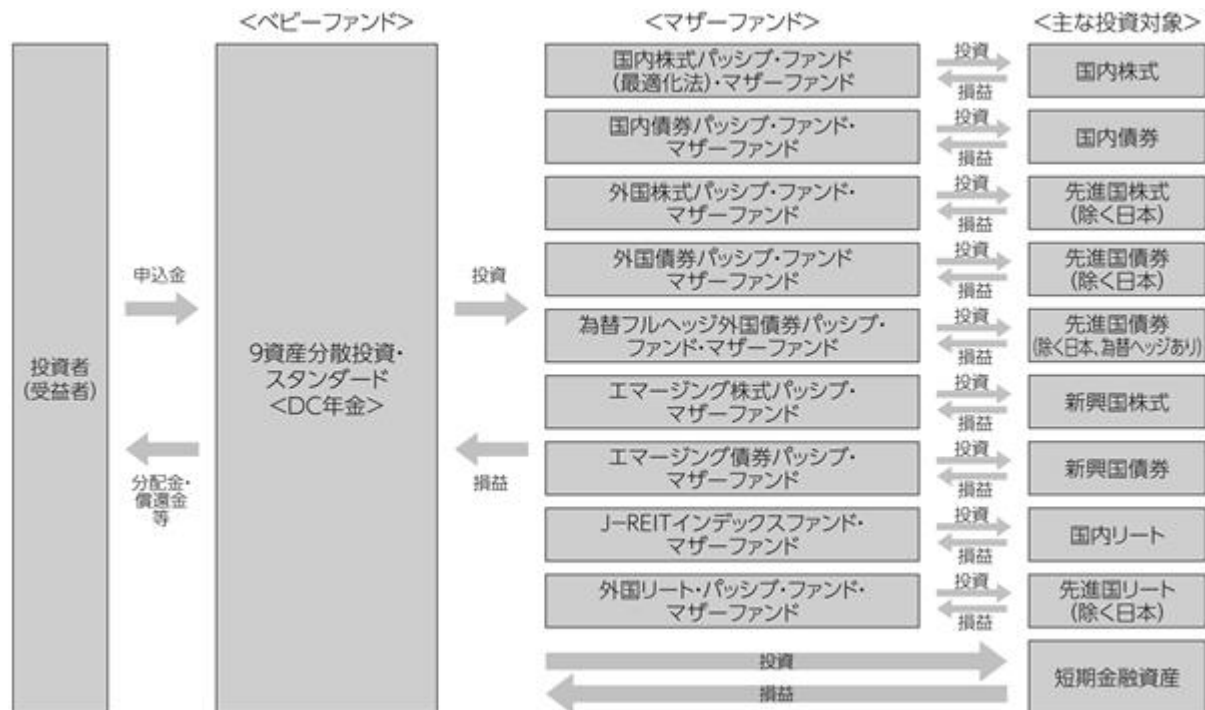 <ベビーファンド>
<マザーファンド>
<主な投資対象>
投資者
(受益者)
申込金
分配金・
償還金
等
9資産分散投資・
スタンダード
<DC年金>
投資
損益
国内株式パッシブ・ファンド
(最適化法)・マザーファンド
投資
損益
国内株式
国内債券パッシブ・ファンド・
マザーファンド
投資
損益
国内債券
外国株式パッシブ・ファンド・
マザーファンド
投資
損益
先進国株式
(除く日本)
外国債券パッシブ・ファンド
マザーファンド
投資
損益
先進国債券
(除く日本)
為替フルヘッジ外国債券パッシブ・
ファンド・マザーファンド
投資
損益
先進国債券
(除く日本、為替ヘッジあり)
エマージング株式パッシブ・
マザーファンド
投資
損益
新興国株式
エマージング債券パッシブ・
マザーファンド
投資
損益
新興国債券
J-REITインデックスファンド・
マザーファンド
投資
損益
国内リート
外国リート・パッシブ・ファンド・
マザーファンド
投資
損益
先進国リート
(除く日本)
投資
損益
短期金融資産